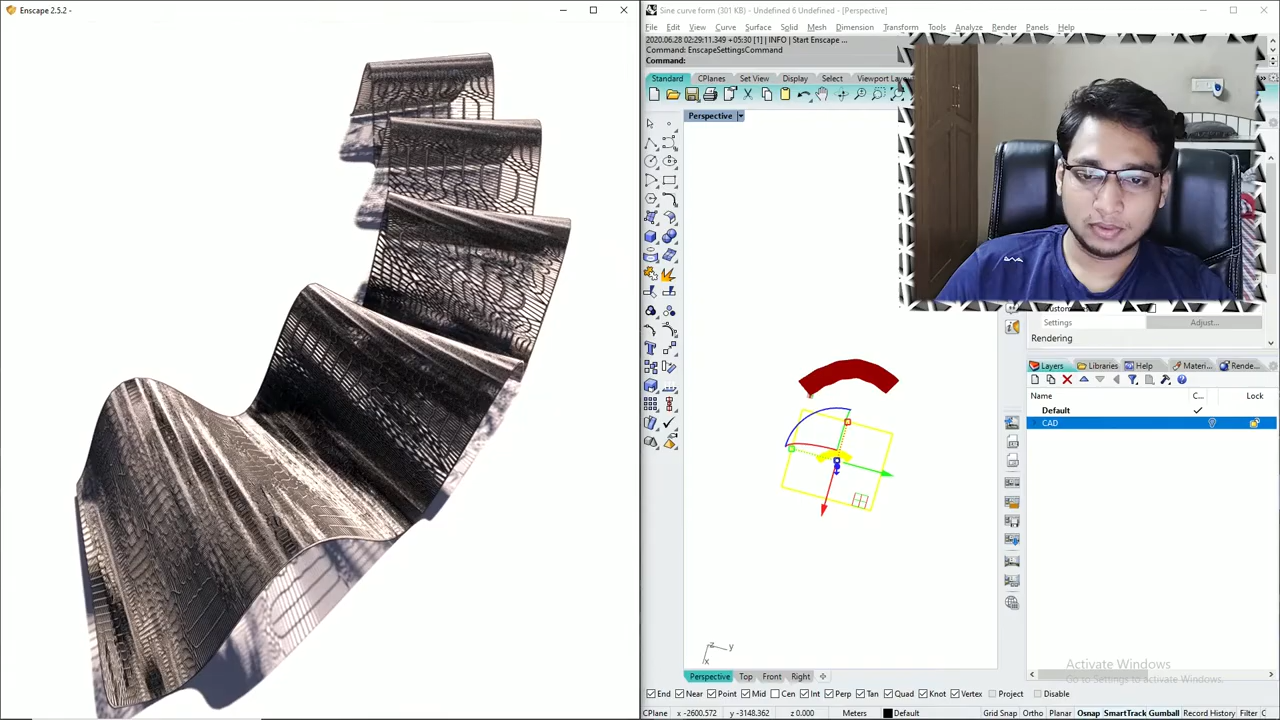 Enscape 2.5.2 -
Sine curve form (301 KB) - Undefined 6 Undefined - [Perspective]
File Edit View Curve Surface Solid Mesh Dimension Transform Tools Analyze Render Panels Help
2020.06.28 02:29:11.349 +05:30 [1] | INFO | Start Enscape ...
Command: EnscapeSettingsCommand
Command:
Standard CPlanes Set View Display Select
Perspective
Settings Adjust...
Rendering
Layers Libraries Help Materi... Rende...
Name C... Lock
Default
CAD
z y
x
Activate Windows
Go to Settings to activate Windows.
Perspective Top Front Right
End Near Point Mid Cen Int Perp Tan Quad Knot Vertex Project Disable
CPlane x -2600.572 y -3148.362 z 0.000 Meters Default Grid Snap Ortho Planar Osnap SmartTrack Gumball Record History Filter